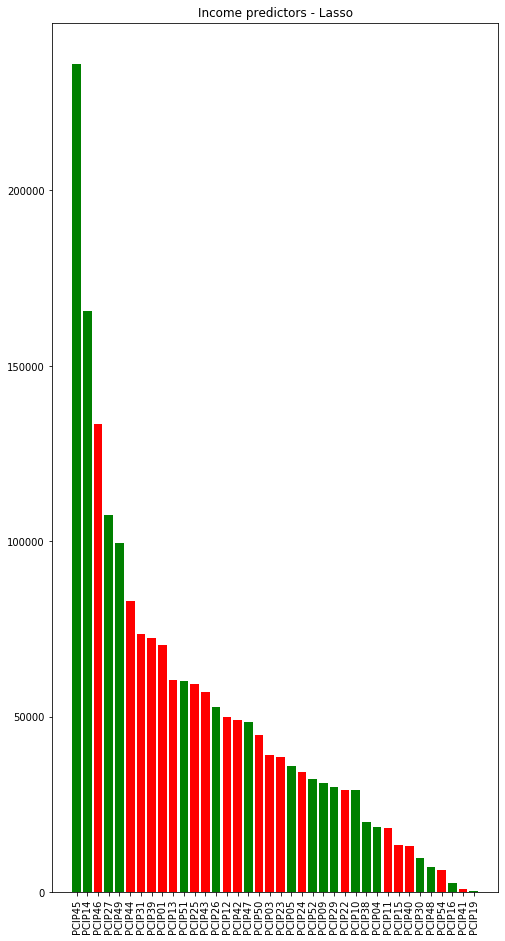 Income predictors - Lasso
200000
150000
100000
50000
0
PCIP45
PCIP14
PCIP46
PCIP27
PCIP49
PCIP44
PCIP31
PCIP39
PCIP01
PCIP13
PCIP51
PCIP25
PCIP43
PCIP26
PCIP12
PCIP42
PCIP47
PCIP50
PCIP03
PCIP23
PCIP05
PCIP24
PCIP52
PCIP09
PCIP29
PCIP22
PCIP10
PCIP38
PCIP04
PCIP11
PCIP15
PCIP40
PCIP30
PCIP48
PCIP54
PCIP16
PCIP41
PCIP19